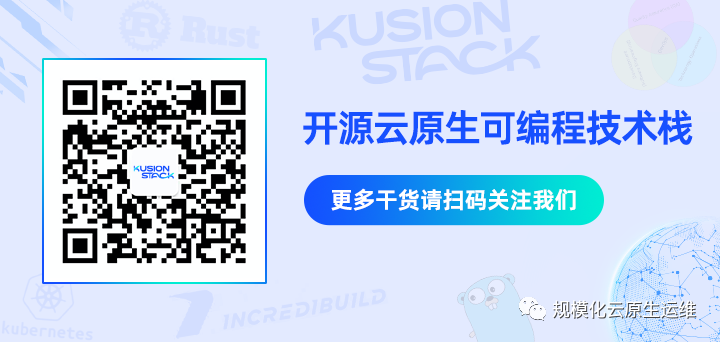 Rust
KUSION
STACK
KUSION
STACK
开源云原生可编程技术栈
更多干货请扫码关注我们
kubernetes
INCREDIBUILD
规模化云原生运维